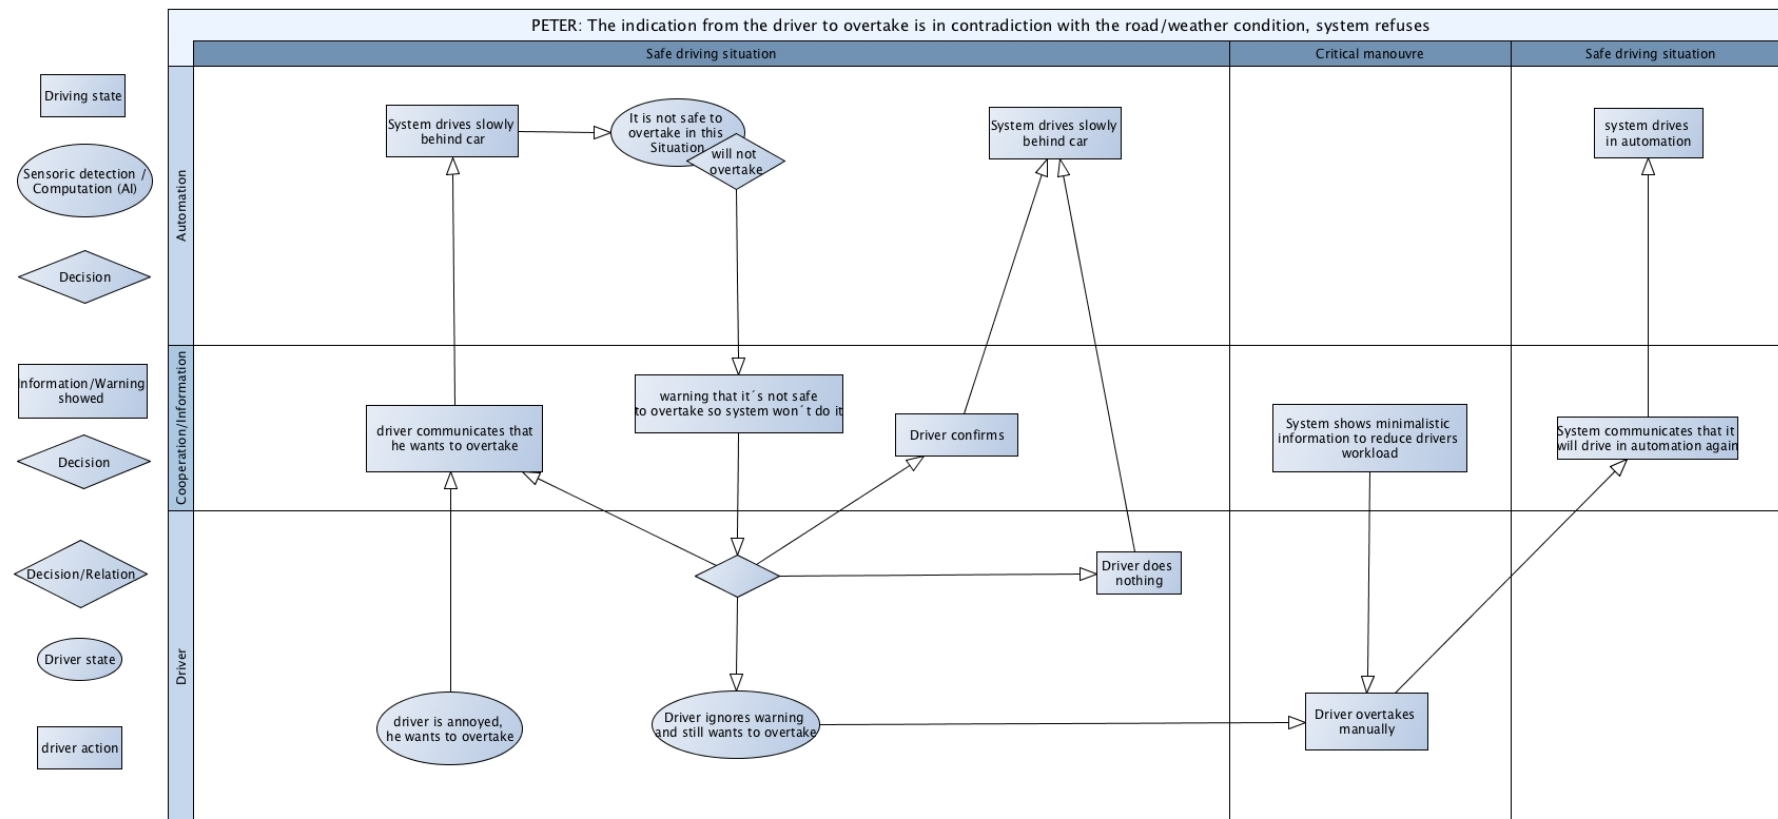 PETER: The indication from the driver to overtake is in contradiction with the road/weather condition, system refuses
Safe driving situation
Critical manouvre
Safe driving situation
Driving state
Sensoric detection /
Computation (AI)
Decision
nformation/Warning
showed
Decision
Decision/Relation
Driver state
driver action
Automation
System drives slowly
behind car
It is not safe to
overtake in this
Situation
will not
overtake
System drives slowly
behind car
system drives
in automation
Cooperation/Information
driver communicates that
he wants to overtake
warning that it´s not safe
to overtake so system won´t do it
Driver confirms
System shows minimalistic
information to reduce drivers
workload
System communicates that it
will drive in automation again
Driver
Driver does
nothing
driver is annoyed,
he wants to overtake
Driver ignores warning
and still wants to overtake
Driver overtakes
manually